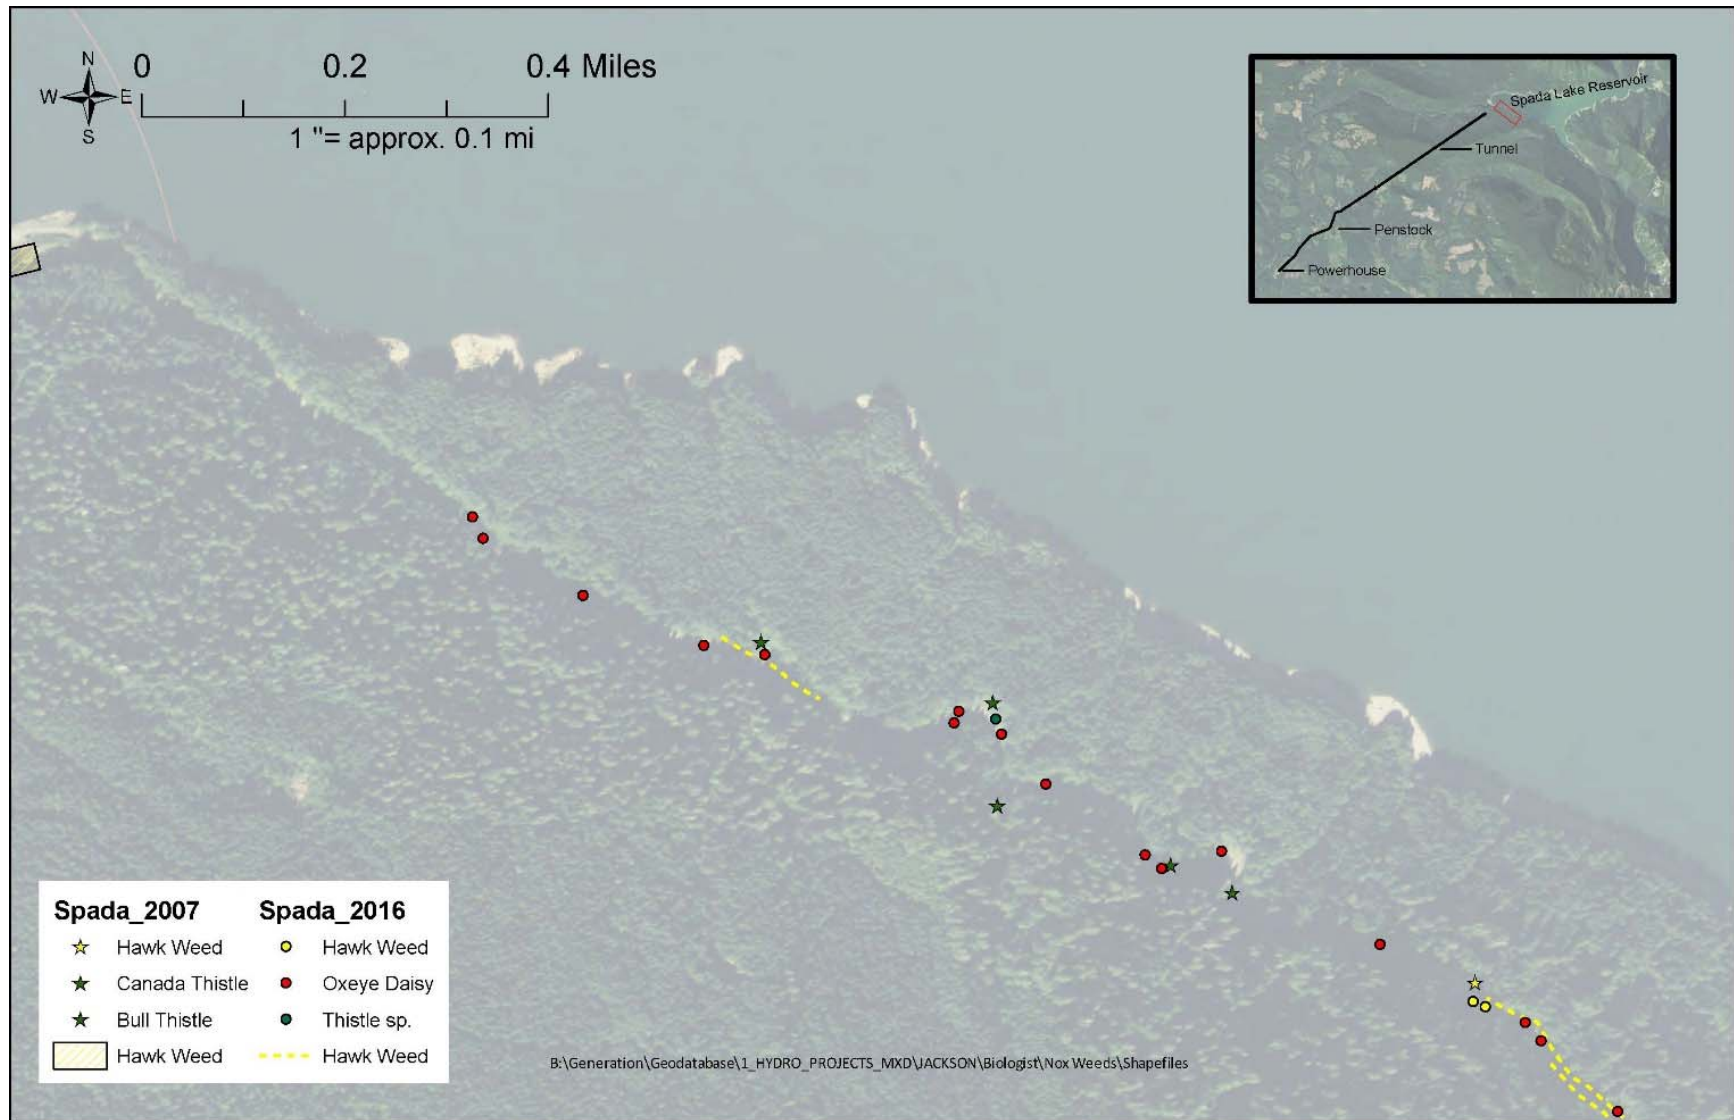 N
W E
S
0 0.2 0.4 Miles
1 "= approx. 0.1 mi
Spada Lake Reservoir
Tunnel
Penstock
Powerhouse
Spada_2007 Spada_2016
Hawk Weed Hawk Weed
Canada Thistle Oxeye Daisy
Bull Thistle Thistle sp.
Hawk Weed Hawk Weed
B:\Generation\Geodatabase\1_HYDRO_PROJECTS_MXD\JACKSON\Biologist\Nox Weeds\Shapefiles